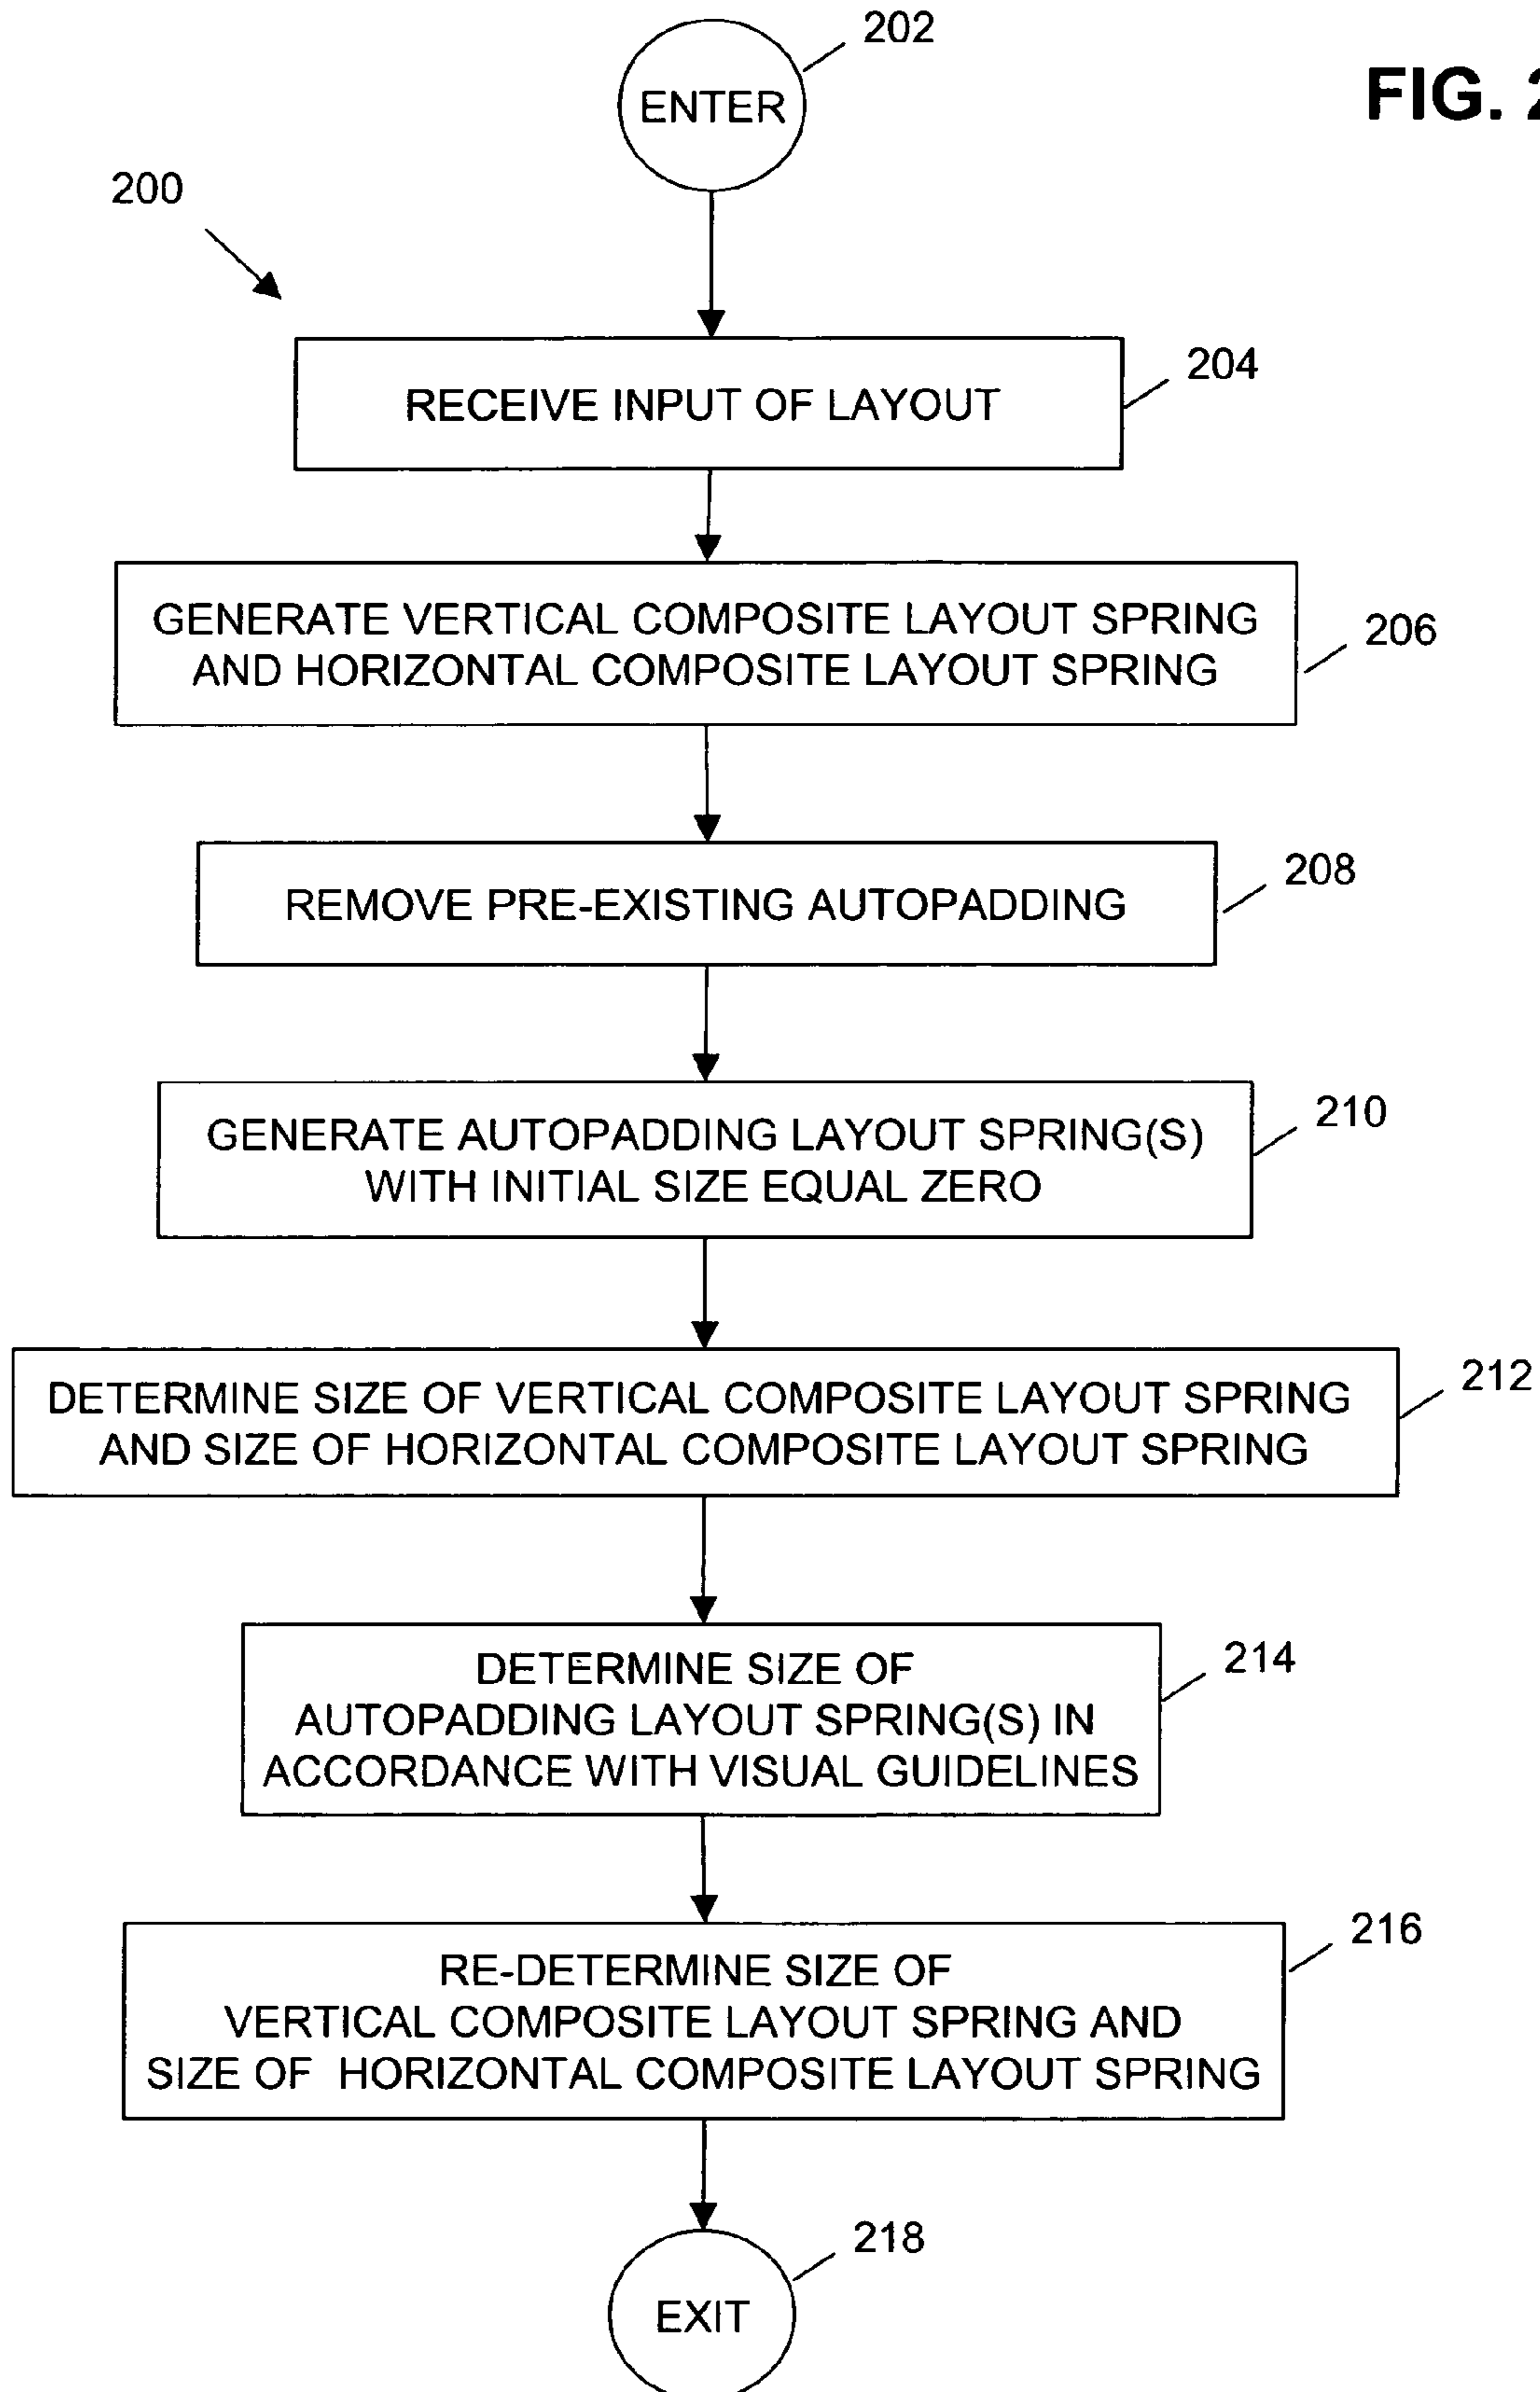 202
FIG. 2
ENTER
200
204
RECEIVE INPUT OF LAYOUT
GENERATE VERTICAL COMPOSITE LAYOUT SPRING
AND HORIZONTAL COMPOSITE LAYOUT SPRING
206
208
REMOVE PRE-EXISTING AUTOPADDING
210
GENERATE AUTOPADDING LAYOUT SPRING(S)
WITH INITIAL SIZE EQUAL ZERO
212
DETERMINE SIZE OF VERTICAL COMPOSITE LAYOUT SPRING
AND SIZE OF HORIZONTAL COMPOSITE LAYOUT SPRING
214
DETERMINE SIZE OF
AUTOPADDING LAYOUT SPRING(S) IN
ACCORDANCE WITH VISUAL GUIDELINES
216
RE-DETERMINE SIZE OF
VERTICAL COMPOSITE LAYOUT SPRING AND
SIZE OF HORIZONTAL COMPOSITE LAYOUT SPRING
218
EXIT